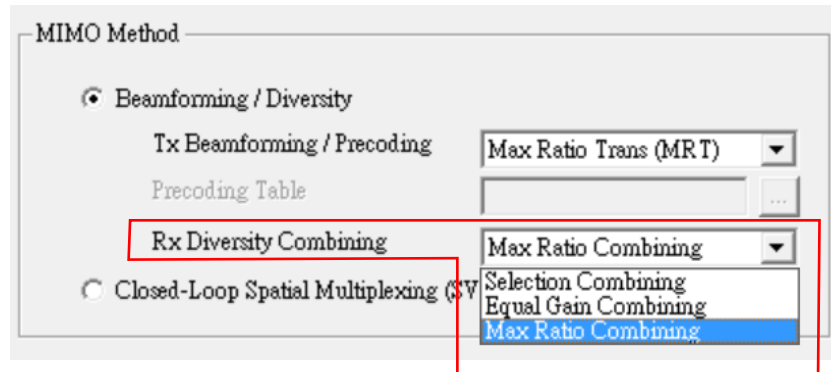 MIMO Method
Beamforming / Diversity
Tx Beamforming / Precoding Max Ratio Trans (MRT)
Precoding Table ...
Rx Diversity Combining Max Ratio Combining
Closed-Loop Spatial Multiplexing (SV
Selection Combining
Equal Gain Combining
Max Ratio Combining